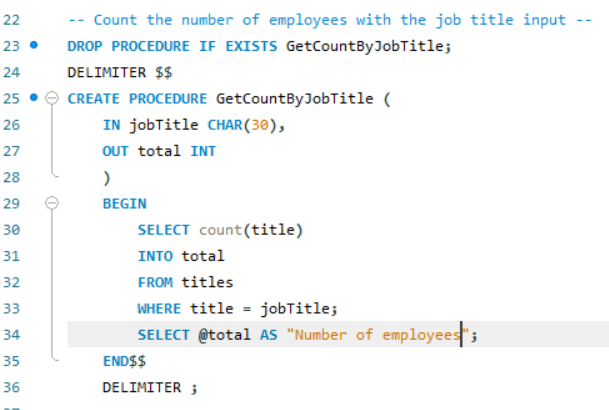 22 -- Count the number of employees with the job title input --
23 DROP PROCEDURE IF EXISTS GetCountByJobTitle;
24 DELIMITER $$
25 CREATE PROCEDURE GetCountByJobTitle (
26 IN jobTitle CHAR(30),
27 OUT total INT
28 )
29 BEGIN
30 SELECT count(title)
31 INTO total
32 FROM titles
33 WHERE title = jobTitle;
34 SELECT @total AS "Number of employees";
35 END$$
36 DELIMITER ;